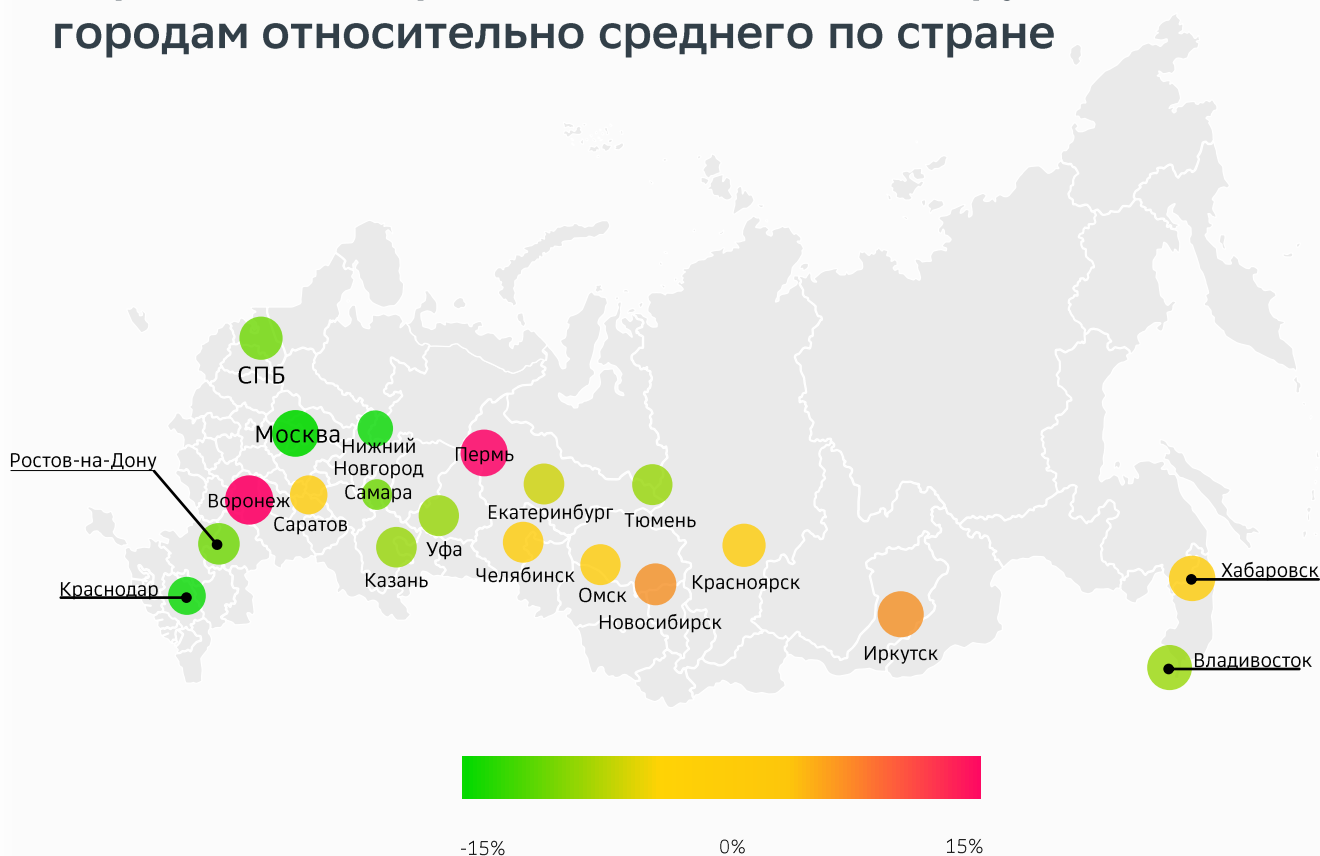 городам относительно среднего по стране
СПБ
Москва
Нижний
Новгород
Пермь
Ростов-на-Дону
Воронеж
Саратов
Самара
Екатеринбург
Тюмень
Уфа
Казань
Челябинск
Омск
Красноярск
Новосибирск
Краснодар
Иркутск
Хабаровск
Владивосток
-15%
0%
15%